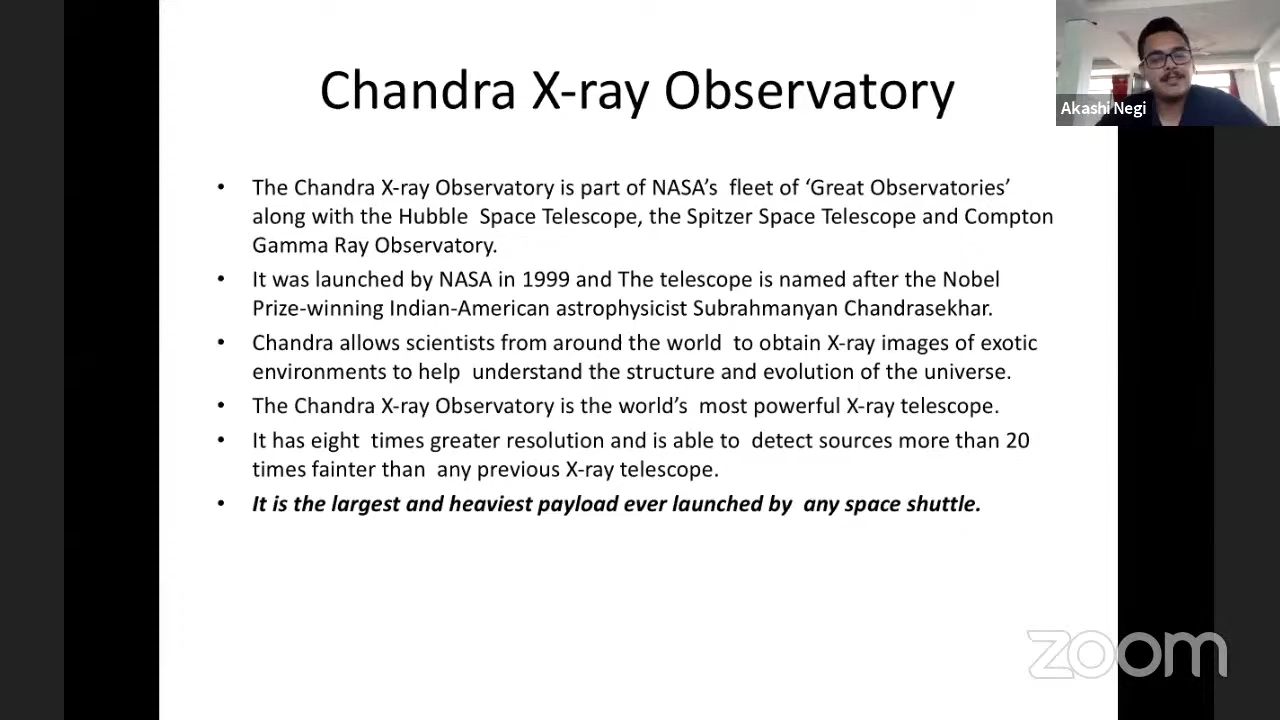 Chandra X-ray Observatory
Akashi Negi
• The Chandra X-ray Observatory is part of NASA’s fleet of ‘Great Observatories’
along with the Hubble Space Telescope, the Spitzer Space Telescope and Compton
Gamma Ray Observatory.
• It was launched by NASA in 1999 and The telescope is named after the Nobel
Prize-winning Indian-American astrophysicist Subrahmanyan Chandrasekhar.
• Chandra allows scientists from around the world to obtain X-ray images of exotic
environments to help understand the structure and evolution of the universe.
• The Chandra X-ray Observatory is the world’s most powerful X-ray telescope.
• It has eight times greater resolution and is able to detect sources more than 20
times fainter than any previous X-ray telescope.
• It is the largest and heaviest payload ever launched by any space shuttle.
zoom